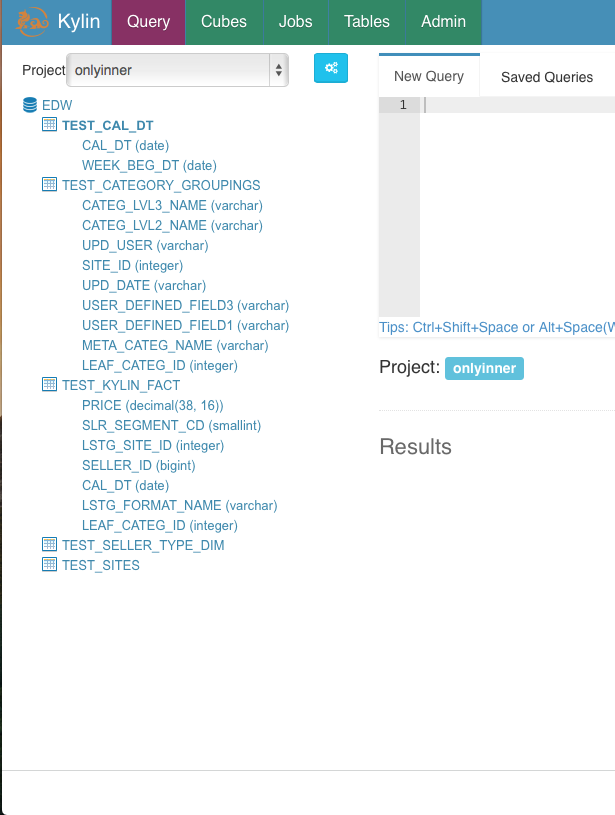 Kylin Query Cubes Jobs Tables Admin
Project onlyinner
EDW
TEST_CAL_DT
CAL_DT (date)
WEEK_BEG_DT (date)
TEST_CATEGORY_GROUPINGS
CATEG_LVL3_NAME (varchar)
CATEG_LVL2_NAME (varchar)
UPD_USER (varchar)
SITE_ID (integer)
UPD_DATE (varchar)
USER_DEFINED_FIELD3 (varchar)
USER_DEFINED_FIELD1 (varchar)
META_CATEG_NAME (varchar)
LEAF_CATEG_ID (integer)
TEST_KYLIN_FACT
PRICE (decimal(38, 16))
SLR_SEGMENT_CD (smallint)
LSTG_SITE_ID (integer)
SELLER_ID (bigint)
CAL_DT (date)
LSTG_FORMAT_NAME (varchar)
LEAF_CATEG_ID (integer)
TEST_SELLER_TYPE_DIM
TEST_SITES
New Query Saved Queries
1
Tips: Ctrl+Shift+Space or Alt+Space(W
Project: onlyinner
Results